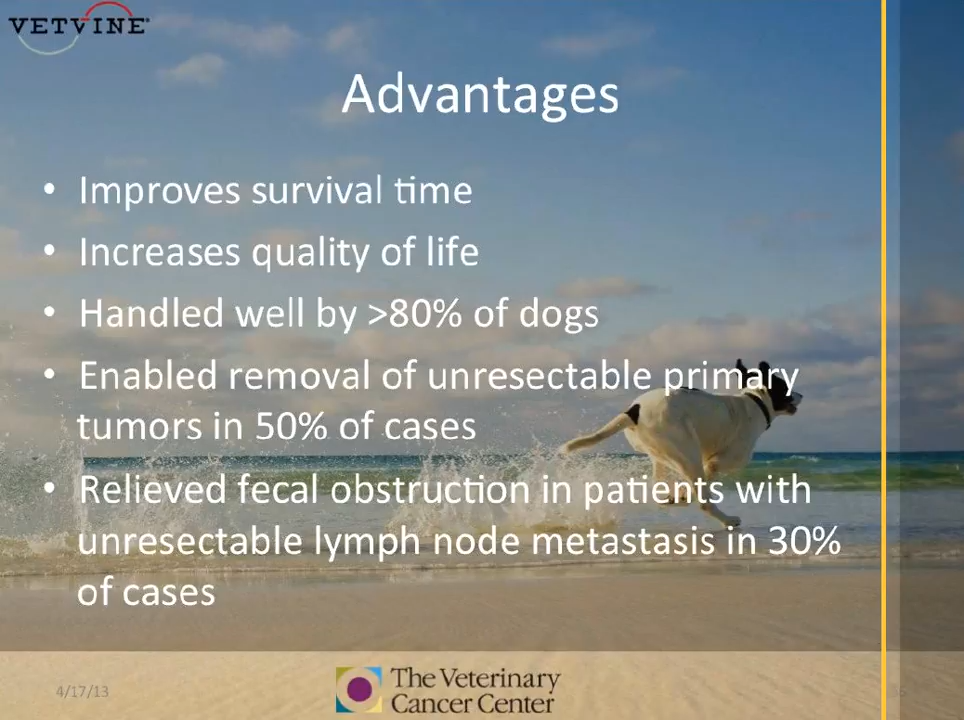 VETVINE
Advantages
• Improves survival time
• Increases quality of life
• Handled well by >80% of dogs
• Enabled removal of unresectable primary
tumors in 50% of cases
• Relieved fecal obstruction in patients with
unresectable lymph node metastasis in 30%
of cases
4/17/13
The Veterinary
Cancer Center